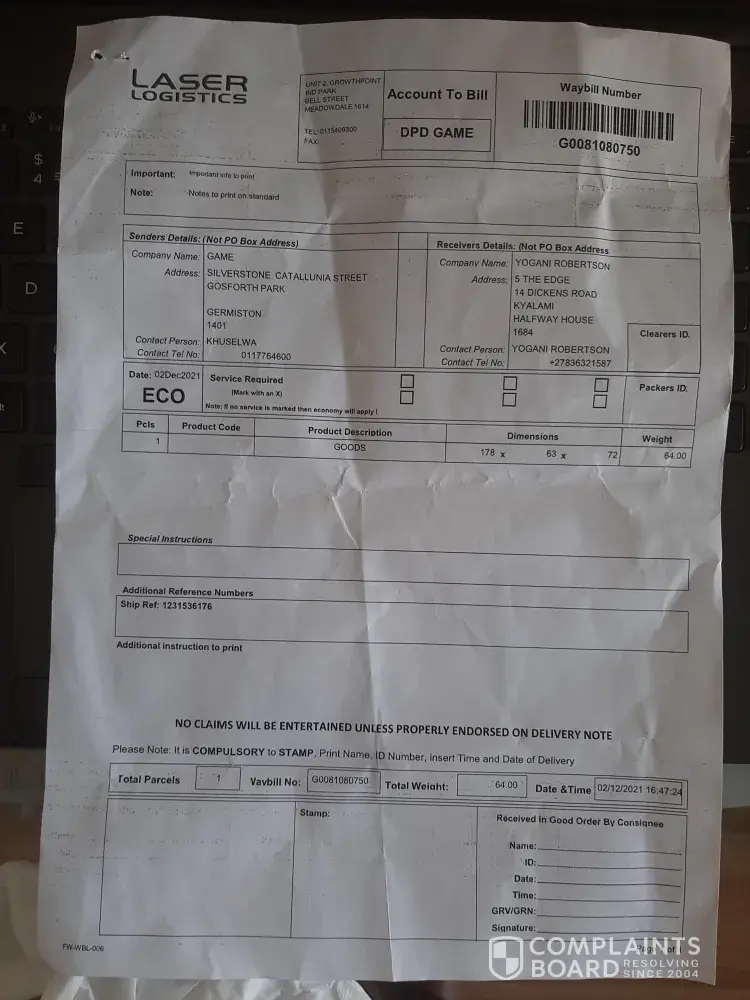 LASER
LOGISTICS
UNIT 2, GROWTHPOINT
IND PARK
BELL STREET
MEADOWDALE 1614
TEL: 0115409300
FAX:
Account To Bill
DPD GAME
Waybill Number
G0081080750
Important: Important info to print
Note: Notes to print on standard
Senders Details: (Not PO Box Address)
Company Name: GAME
Address: SILVERSTONE CATALLUNIA STREET
GOSFORTH PARK
GERMISTON
1401
Contact Person: KHUSELWA
Contact Tel No: 0117764600
Receivers Details: (Not PO Box Address
Company Name: YOGANI ROBERTSON
Address: 5 THE EDGE
14 DICKENS ROAD
KYALAMI
HALFWAY HOUSE
1684
Contact Person: YOGANI ROBERTSON
Contact Tel No: +27836321587
Clearers ID.
Date: 02Dec2021
ECO
Service Required
(Mark with an X)
Note: If no service is marked then economy will apply !
Packers ID.
Pcls Product Code Product Description Dimensions Weight
1 GOODS 178 x 63 x 72 64.00
Special Instructions
Additional Reference Numbers
Ship Ref: 1231536176
Additional instruction to print
NO CLAIMS WILL BE ENTERTAINED UNLESS PROPERLY ENDORSED ON DELIVERY NOTE
Please Note: It is COMPULSORY to STAMP, Print Name, ID Number, insert Time and Date of Delivery
Total Parcels 1 Vavbill No: G0081080750 Total Weight: 64.00 Date &Time 02/12/2021 16:47:24
Stamp:
Received In Good Order By Consignee
Name:
ID:
Date:
Time:
GRV/GRN:
Signature:
FW-WBL-006
COMPLAINTS
BOARD RESOLVING
SINCE 2004